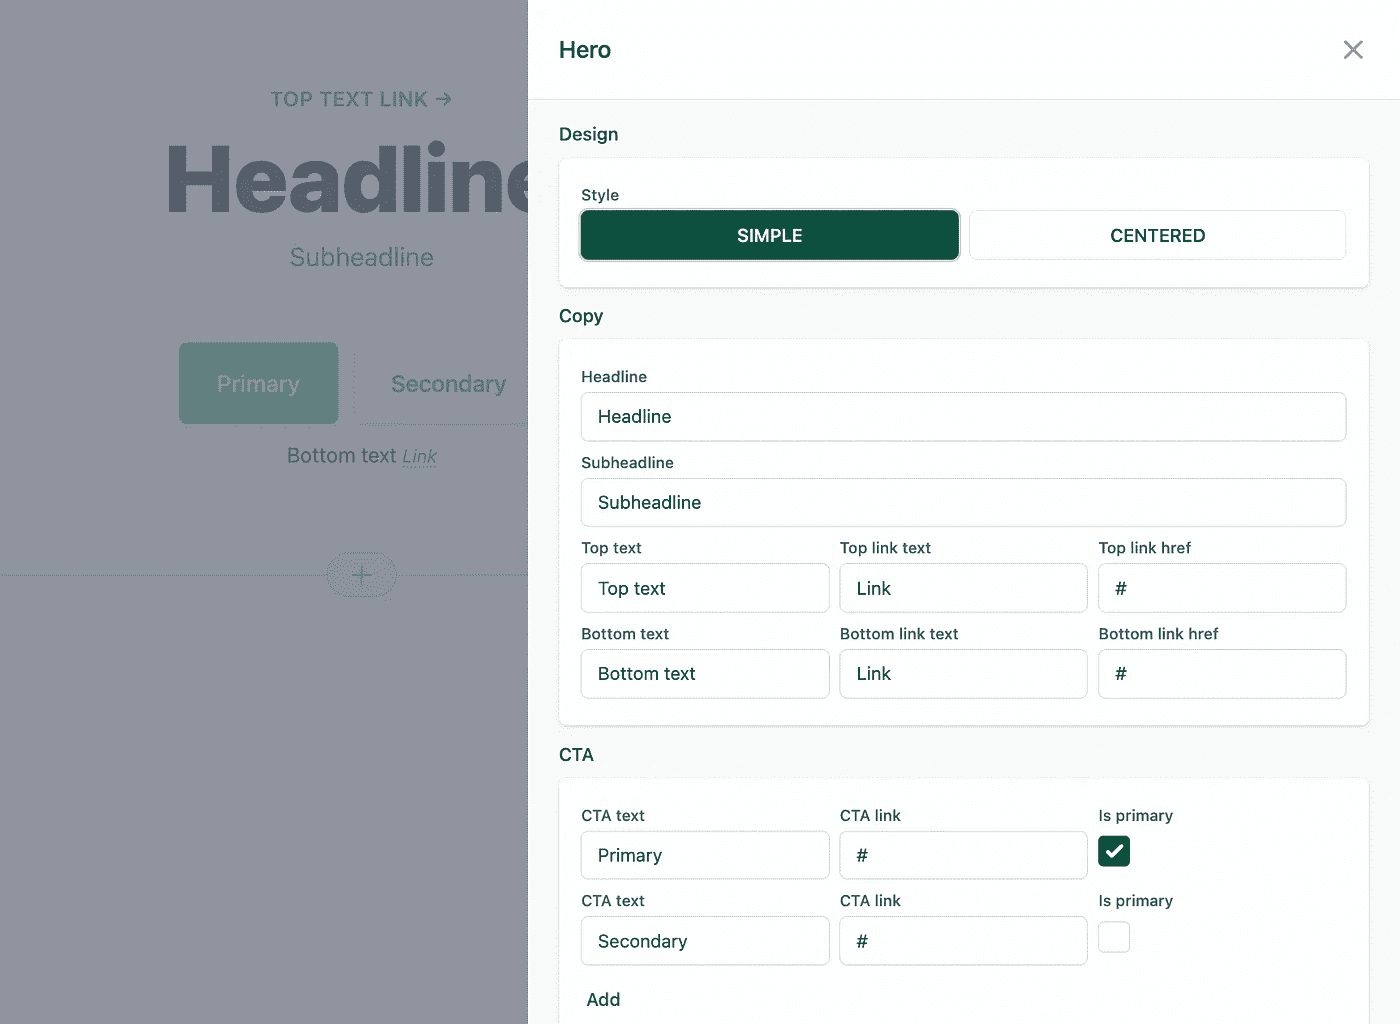 TOP TEXT LINK →
Headline
Subheadline
Primary
Secondary
Bottom text Link
Hero
Design
Style
SIMPLE
CENTERED
Copy
Headline
Headline
Subheadline
Subheadline
Top text Top link text Top link href
Top text Link #
Bottom text Bottom link text Bottom link href
Bottom text Link #
CTA
CTA text CTA link Is primary
Primary #
CTA text CTA link Is primary
Secondary #
Add